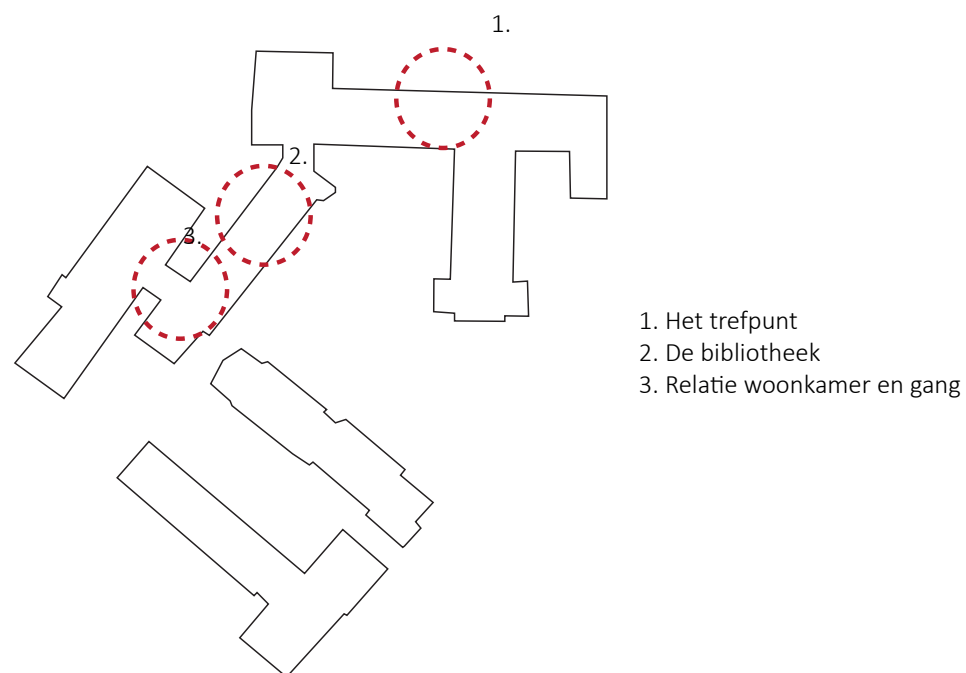 1.
2.
3.
1. Het trefpunt
2. De bibliotheek
3. Relatie woonkamer en gang